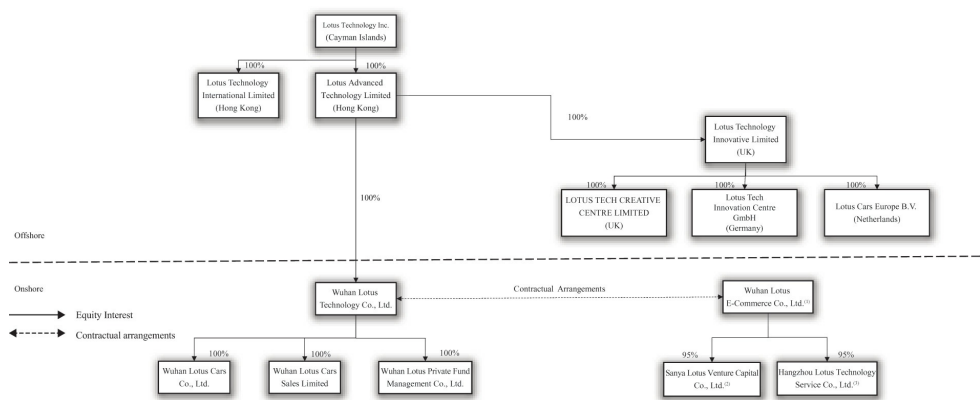 Lotus Technology Inc.
(Cayman Islands)
100%
100%
Lotus Technology
International Limited
(Hong Kong)
Lotus Advanced
Technology Limited
(Hong Kong)
100%
Lotus Technology
Innovative Limited
(UK)
100%
100%
100%
100%
LOTUS TECH CREATIVE
CENTRE LIMITED
(UK)
Lotus Tech
Innovation Centre
GmbH
(Germany)
Lotus Cars Europe B.V.
(Netherlands)
Offshore
Onshore
Wuhan Lotus
Technology Co., Ltd.
Contractual Arrangements
Wuhan Lotus
E-Commerce Co., Ltd.(1)
Equity Interest
Contractual arrangements
100%
100%
100%
95%
95%
Wuhan Lotus Cars
Co., Ltd.
Wuhan Lotus Cars
Sales Limited
Wuhan Lotus Private Fund
Management Co., Ltd.
Sanya Lotus Venture Capital
Co., Ltd.(2)
Hangzhou Lotus Technology
Service Co., Ltd.(3)